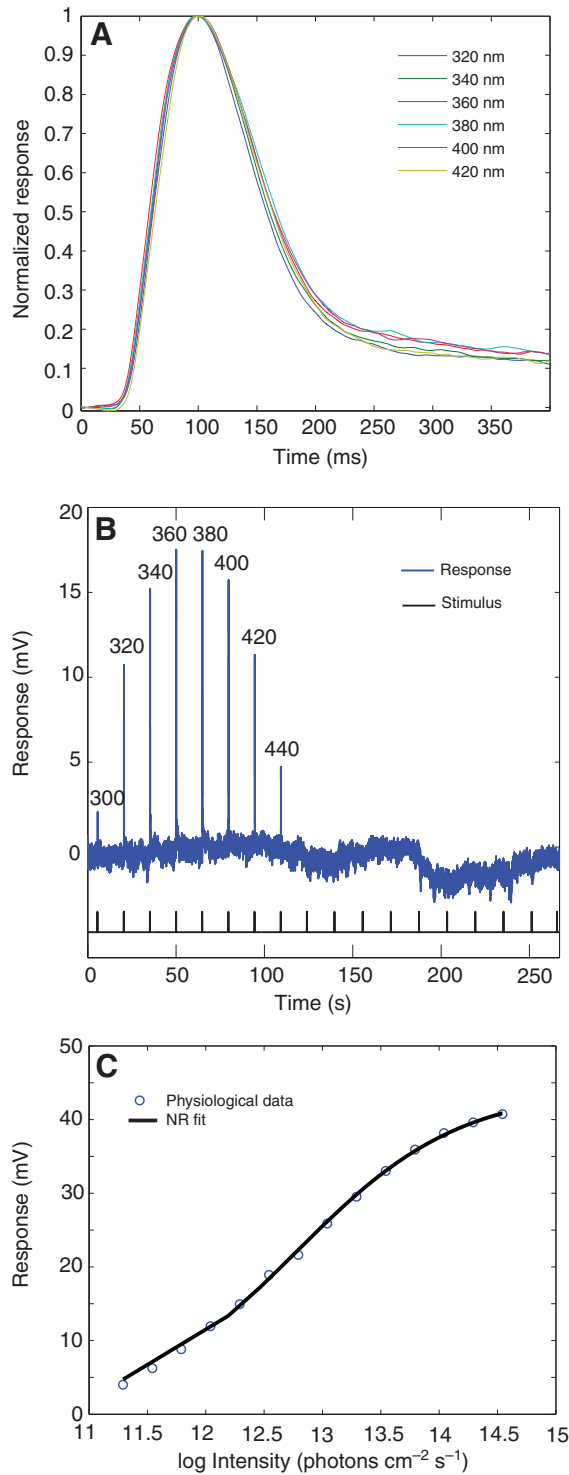 A
1
0.9
0.8
0.7
0.6
0.5
0.4
0.3
0.2
0.1
0
Normalized response
320 nm
340 nm
360 nm
380 nm
400 nm
420 nm
0 50 100 150 200 250 300 350
Time (ms)
B
20
15
10
5
0
Response (mV)
300
320
340
360
380
400
420
440
Response
Stimulus
0 50 100 150 200 250
Time (s)
C
50
40
30
20
10
0
Response (mV)
Physiological data
NR fit
11 11.5 12 12.5 13 13.5 14 14.5 15
log Intensity (photons cm⁻² s⁻¹)